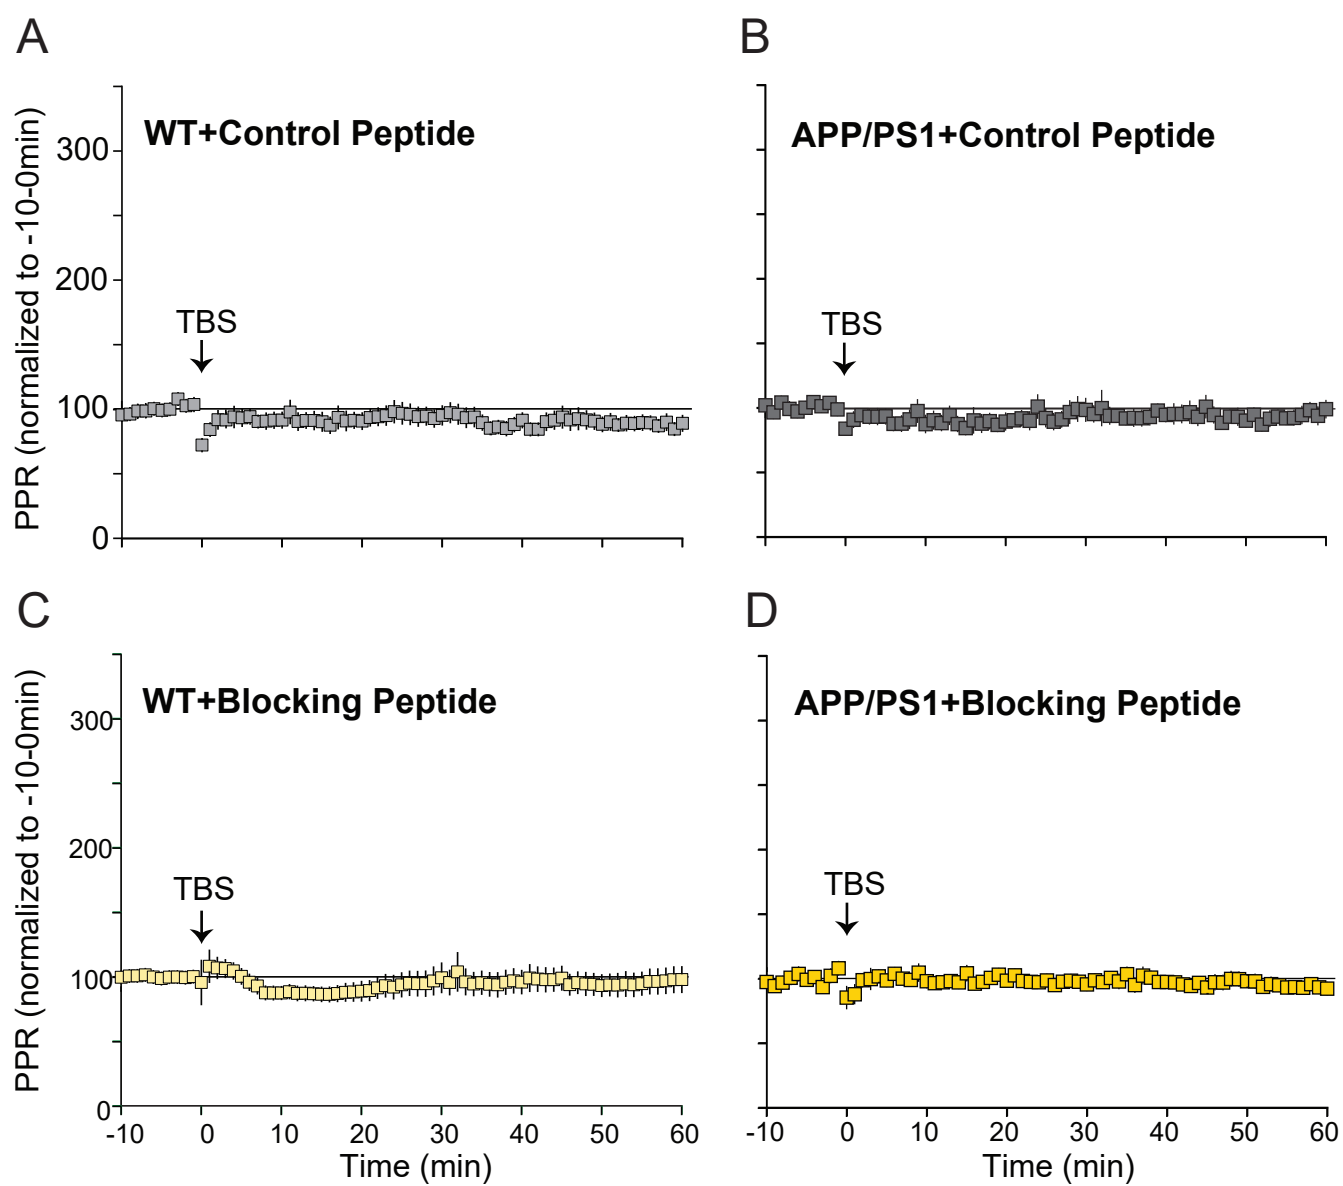 A
B
PPR (normalized to -10-0min)
300
200
100
0
WT+Control Peptide
TBS
APP/PS1+Control Peptide
TBS
C
D
PPR (normalized to -10-0min)
300
200
100
0
WT+Blocking Peptide
TBS
APP/PS1+Blocking Peptide
TBS
-10 0 10 20 30 40 50 60
Time (min)
-10 0 10 20 30 40 50 60
Time (min)